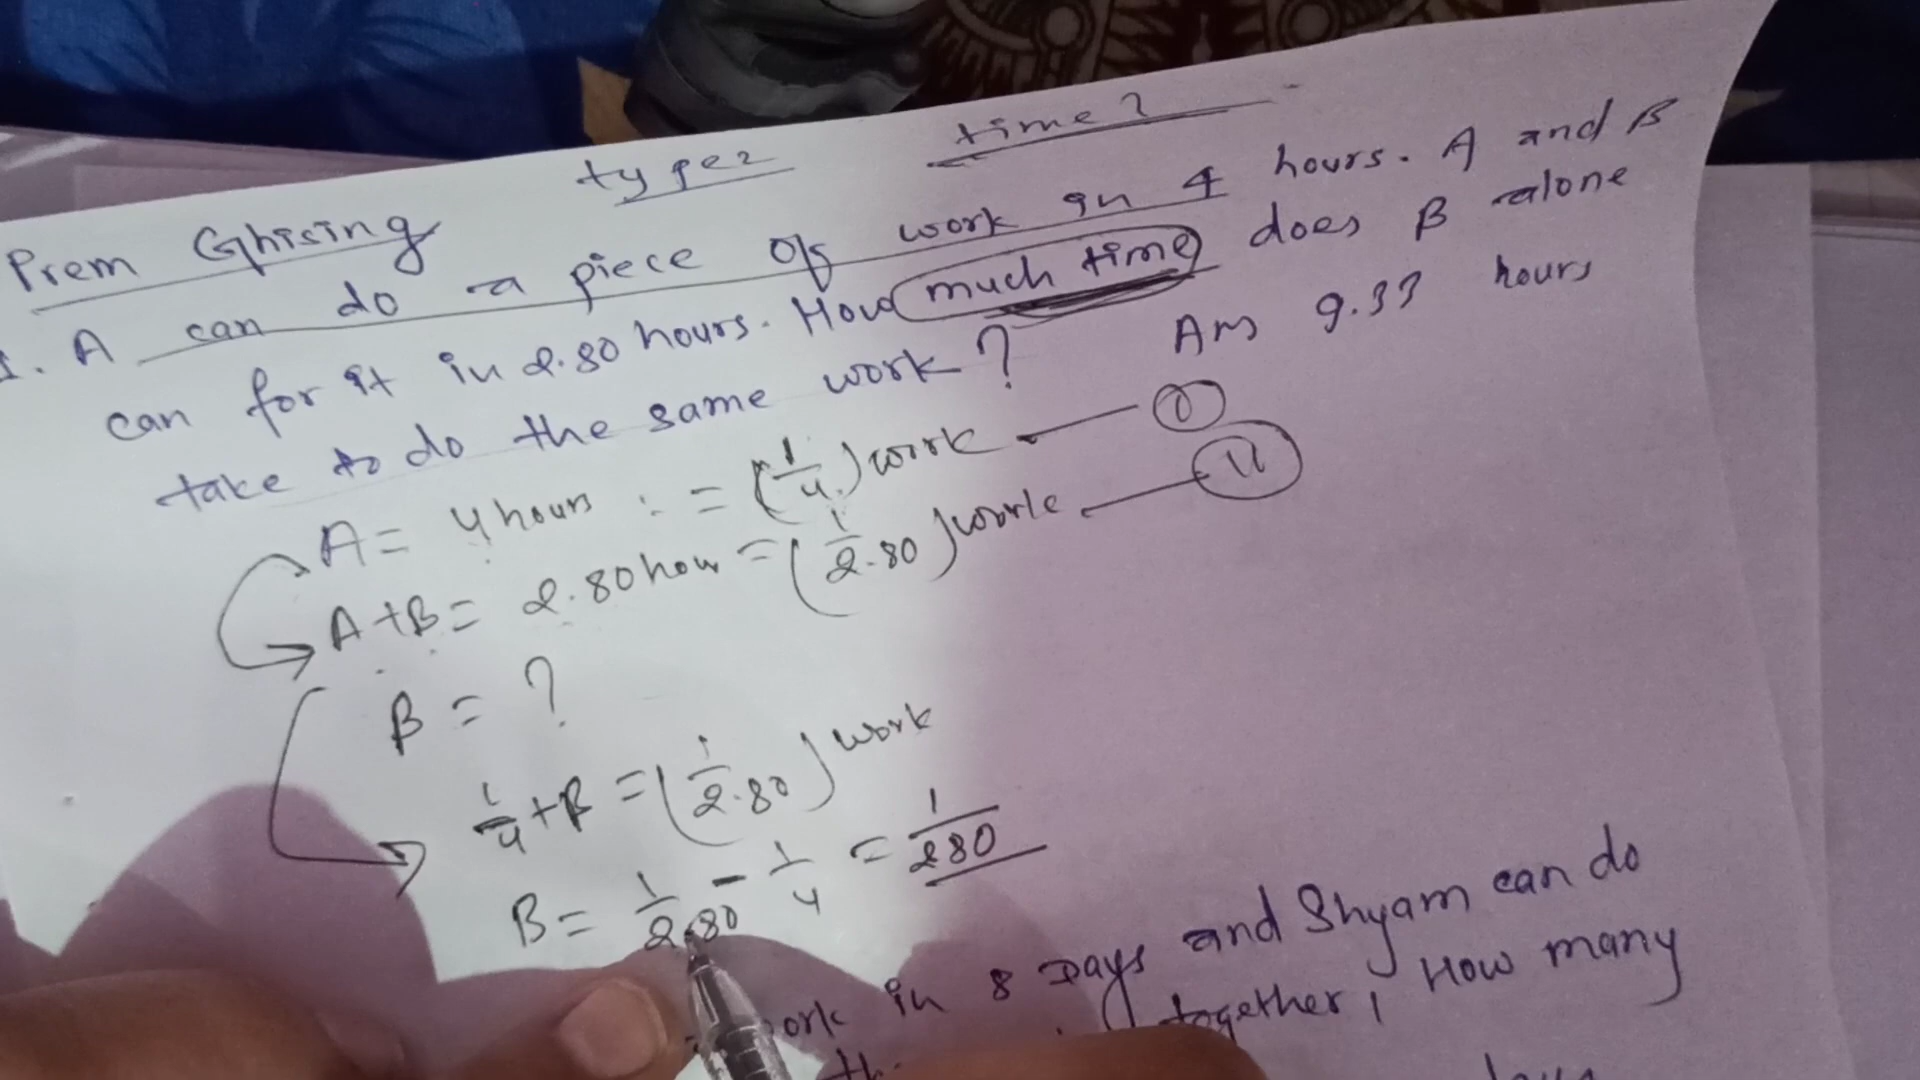 type2 time?
Prem Ghising
1. A can do a piece of work in 4 hours. A and B
can for it in 2.80 hours. How much time does B alone
take to do the same work? Ans 9.33 hours
A = 4 hours : = (1/4) work — (I)
A+B = 2.80 hour = (1/2.80) work — (II)
B = ?
1/4 + B = (1/2.80) work
B = 1/2.80 - 1/4 = 1/280
work in 8 Days and Shyam can do
together, How many